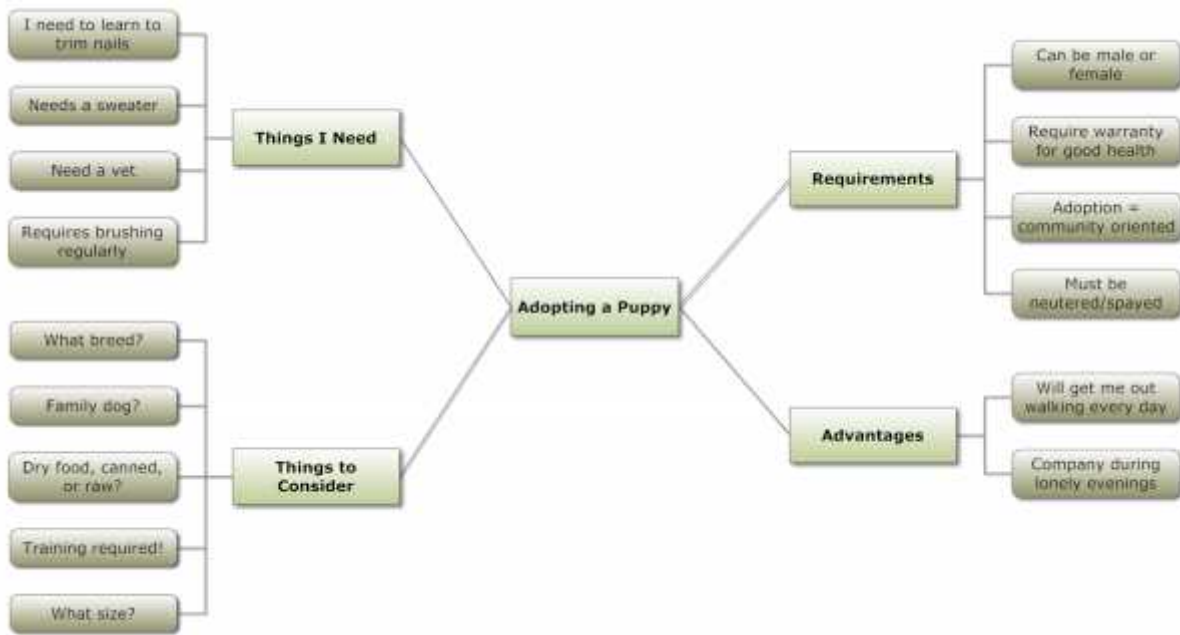 I need to learn to
trim nails
Needs a sweater
Need a vet
Requires brushing
regularly
Things I Need
What breed?
Family dog?
Dry food, canned,
or raw?
Training required!
What size?
Things to
Consider
Adopting a Puppy
Requirements
Can be male or
female
Require warranty
for good health
Adoption =
community oriented
Must be
neutered/spayed
Advantages
Will get me out
walking every day
Company during
lonely evenings